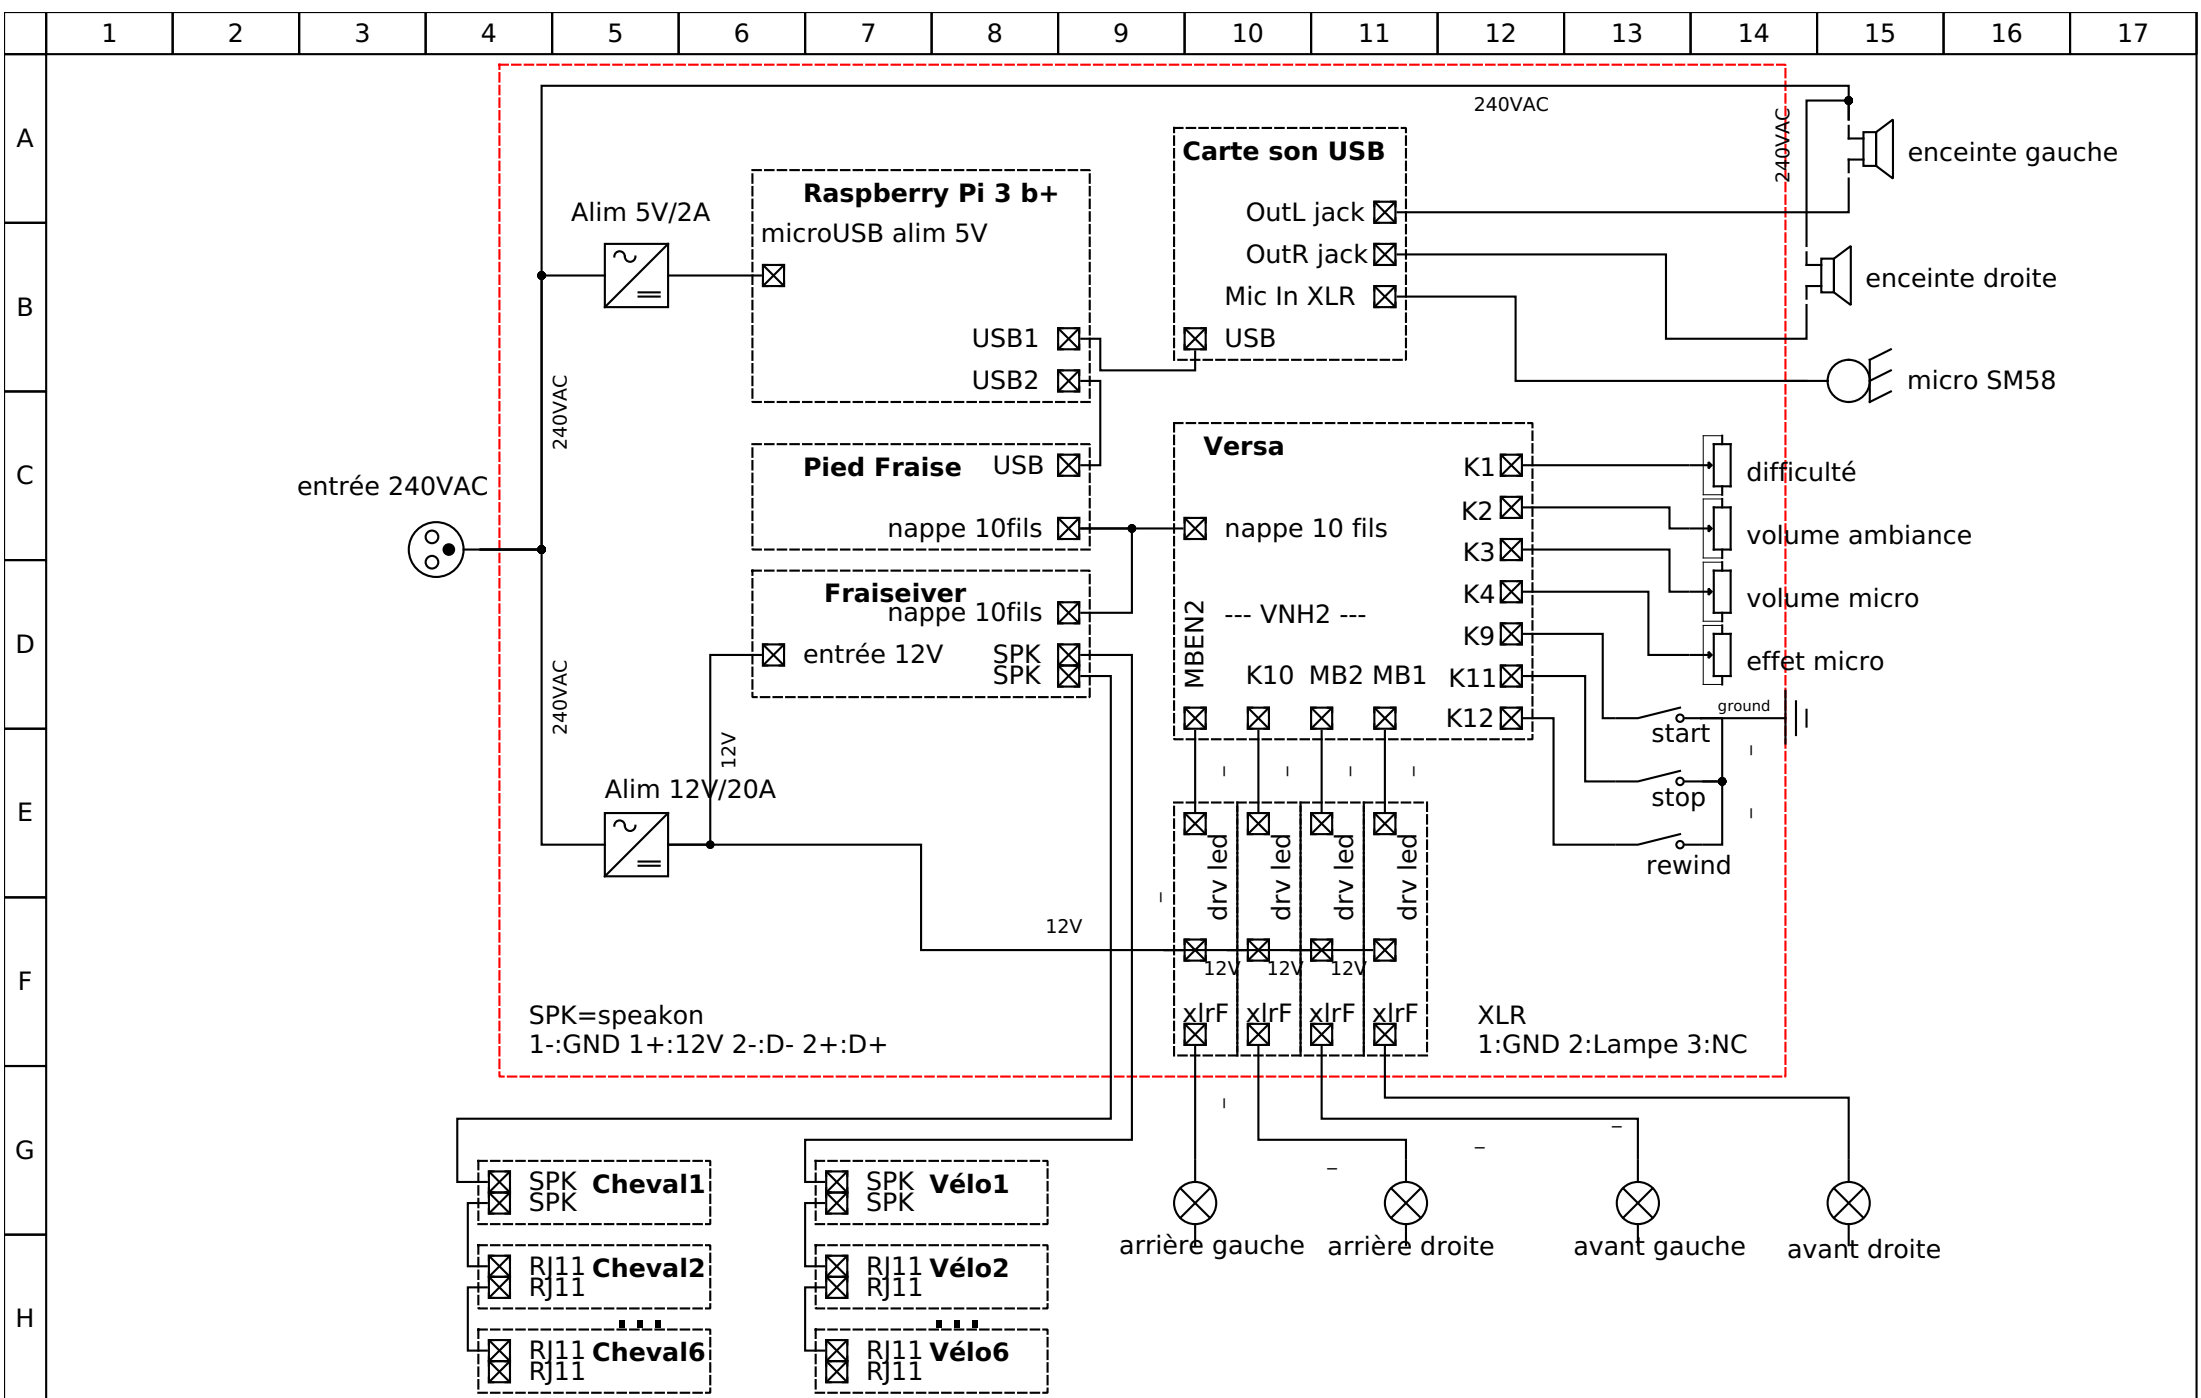 1 2 3 4 5 6 7 8 9 10 11 12 13 14 15 16 17
A
B
C
D
E
F
G
H
240VAC
240VAC
enceinte gauche
Carte son USB
OutL jack
OutR jack
Mic In XLR
USB
Raspberry Pi 3 b+
microUSB alim 5V
USB1
USB2
Alim 5V/2A
enceinte droite
micro SM58
240VAC
entrée 240VAC
Pied Fraise USB
nappe 10fils
Fraiseiver
nappe 10fils
entrée 12V SPK
SPK
Versa
nappe 10 fils
--- VNH2 ---
MBEN2
K10 MB2 MB1
K1
K2
K3
K4
K9
K11
K12
difficulté
volume ambiance
volume micro
effet micro
ground
start
stop
rewind
240VAC
12V
Alim 12V/20A
drv led drv led drv led drv led
12V
12V 12V 12V
xlrF xlrF xlrF xlrF
SPK=speakon
1-:GND 1+:12V 2-:D- 2+:D+
XLR
1:GND 2:Lampe 3:NC
SPK Cheval1
SPK
RJ11 Cheval2
RJ11
...
RJ11 Cheval6
RJ11
SPK Vélo1
SPK
RJ11 Vélo2
RJ11
...
RJ11 Vélo6
RJ11
arrière gauche arrière droite avant gauche avant droite